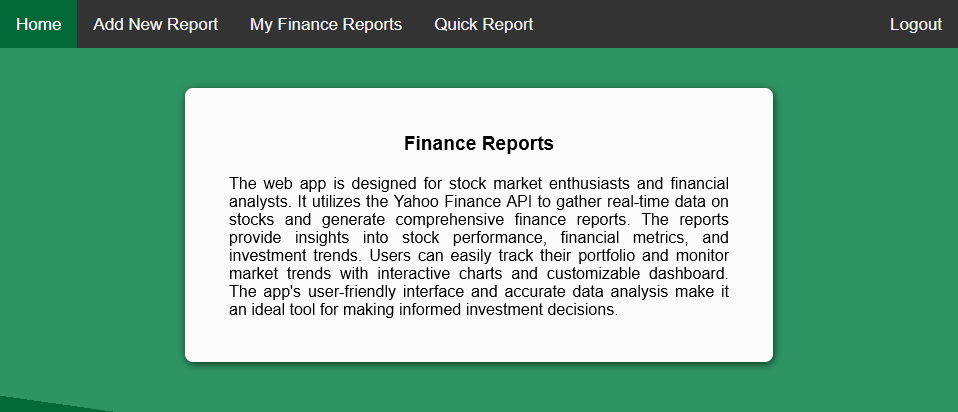 Home Add New Report My Finance Reports Quick Report Logout
Finance Reports
The web app is designed for stock market enthusiasts and financial
analysts. It utilizes the Yahoo Finance API to gather real-time data on
stocks and generate comprehensive finance reports. The reports
provide insights into stock performance, financial metrics, and
investment trends. Users can easily track their portfolio and monitor
market trends with interactive charts and customizable dashboard.
The app's user-friendly interface and accurate data analysis make it
an ideal tool for making informed investment decisions.